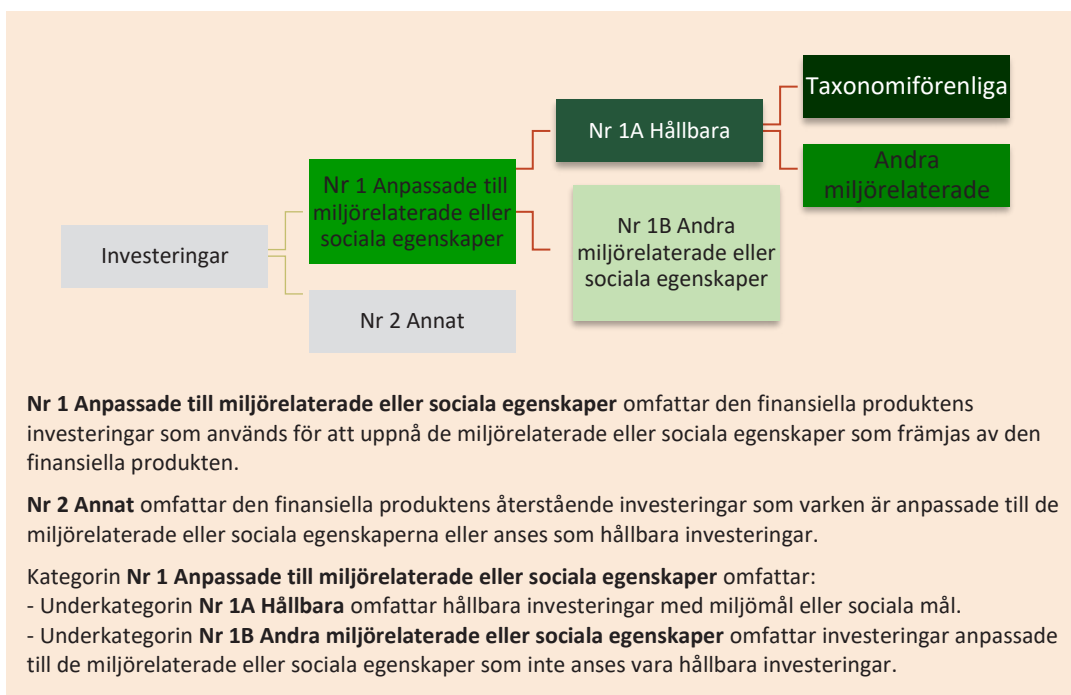 Taxonomiförenliga
Nr 1A Hållbara
Andra
miljörelaterade
Nr 1 Anpassade till
miljörelaterade eller
sociala egenskaper
Nr 1B Andra
miljörelaterade eller
sociala egenskaper
Investeringar
Nr 2 Annat
Nr 1 Anpassade till miljörelaterade eller sociala egenskaper omfattar den finansiella produktens
investeringar som används för att uppnå de miljörelaterade eller sociala egenskaper som främjas av den
finansiella produkten.
Nr 2 Annat omfattar den finansiella produktens återstående investeringar som varken är anpassade till de
miljörelaterade eller sociala egenskaperna eller anses som hållbara investeringar.
Kategorin Nr 1 Anpassade till miljörelaterade eller sociala egenskaper omfattar:
- Underkategorin Nr 1A Hållbara omfattar hållbara investeringar med miljömål eller sociala mål.
- Underkategorin Nr 1B Andra miljörelaterade eller sociala egenskaper omfattar investeringar anpassade
till de miljörelaterade eller sociala egenskaper som inte anses vara hållbara investeringar.